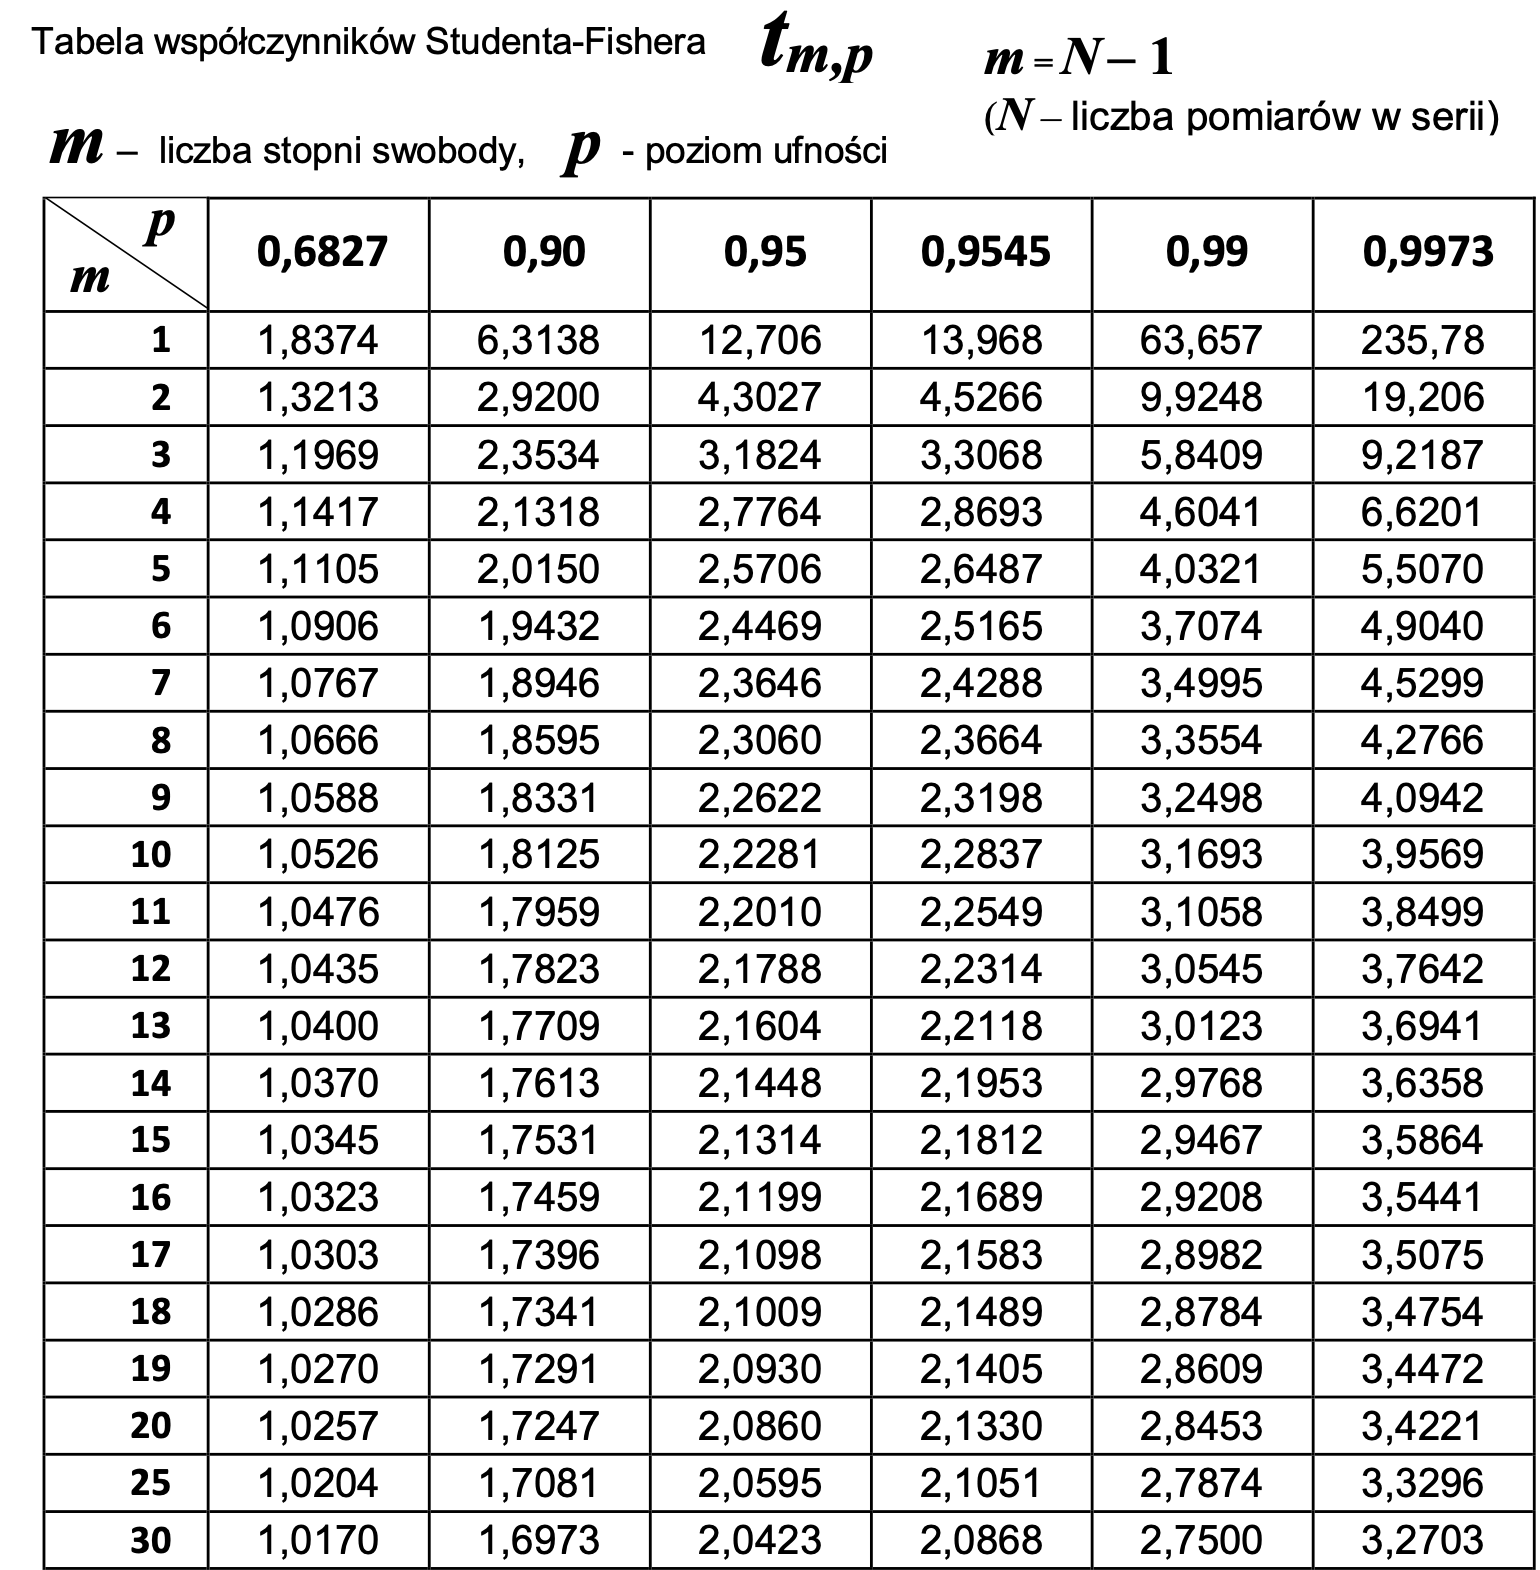 Tabela współczynników Studenta-Fishera t m,p m = N – 1
(N – liczba pomiarów w serii)
m – liczba stopni swobody, p - poziom ufności
p
m 0,6827 0,90 0,95 0,9545 0,99 0,9973
1 1,8374 6,3138 12,706 13,968 63,657 235,78
2 1,3213 2,9200 4,3027 4,5266 9,9248 19,206
3 1,1969 2,3534 3,1824 3,3068 5,8409 9,2187
4 1,1417 2,1318 2,7764 2,8693 4,6041 6,6201
5 1,1105 2,0150 2,5706 2,6487 4,0321 5,5070
6 1,0906 1,9432 2,4469 2,5165 3,7074 4,9040
7 1,0767 1,8946 2,3646 2,4288 3,4995 4,5299
8 1,0666 1,8595 2,3060 2,3664 3,3554 4,2766
9 1,0588 1,8331 2,2622 2,3198 3,2498 4,0942
10 1,0526 1,8125 2,2281 2,2837 3,1693 3,9569
11 1,0476 1,7959 2,2010 2,2549 3,1058 3,8499
12 1,0435 1,7823 2,1788 2,2314 3,0545 3,7642
13 1,0400 1,7709 2,1604 2,2118 3,0123 3,6941
14 1,0370 1,7613 2,1448 2,1953 2,9768 3,6358
15 1,0345 1,7531 2,1314 2,1812 2,9467 3,5864
16 1,0323 1,7459 2,1199 2,1689 2,9208 3,5441
17 1,0303 1,7396 2,1098 2,1583 2,8982 3,5075
18 1,0286 1,7341 2,1009 2,1489 2,8784 3,4754
19 1,0270 1,7291 2,0930 2,1405 2,8609 3,4472
20 1,0257 1,7247 2,0860 2,1330 2,8453 3,4221
25 1,0204 1,7081 2,0595 2,1051 2,7874 3,3296
30 1,0170 1,6973 2,0423 2,0868 2,7500 3,2703